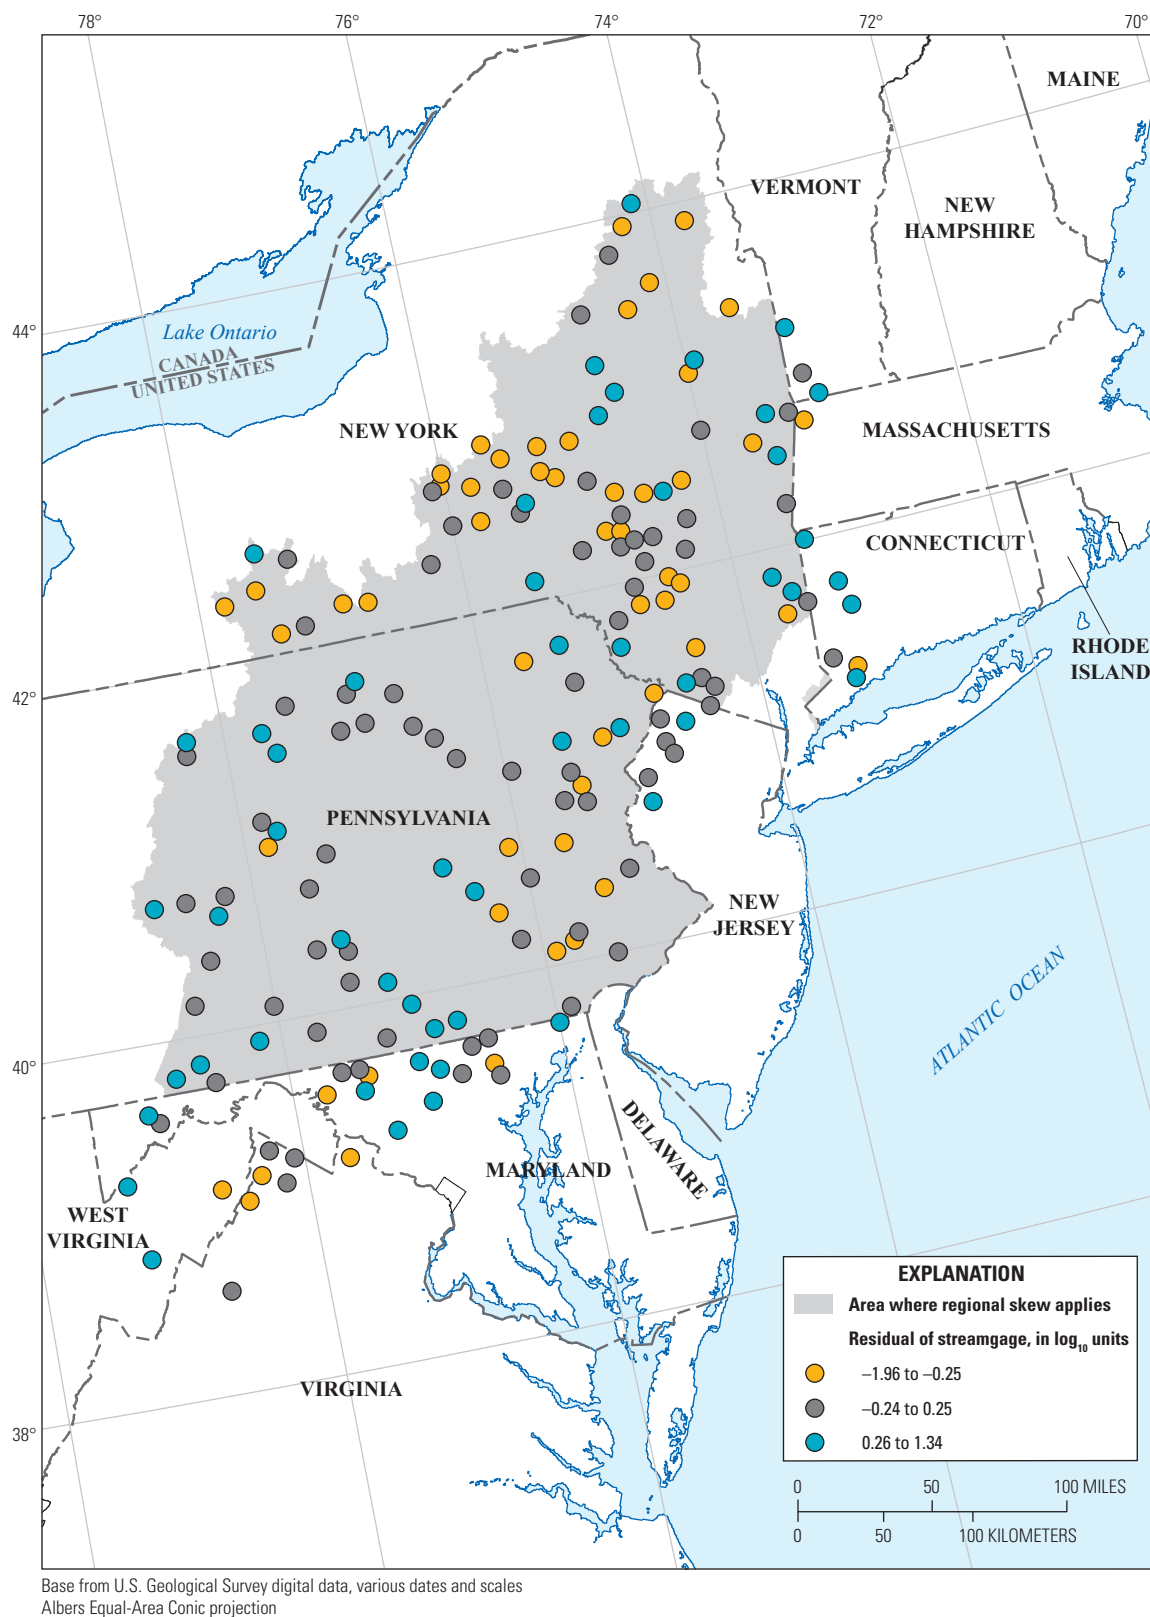 78°
76°
74°
72°
70°
MAINE
VERMONT
NEW
HAMPSHIRE
44°
Lake Ontario
CANADA
UNITED STATES
NEW YORK
MASSACHUSETTS
CONNECTICUT
RHODE
ISLAND
42°
PENNSYLVANIA
NEW
JERSEY
ATLANTIC OCEAN
40°
DELAWARE
MARYLAND
WEST
VIRGINIA
VIRGINIA
38°
EXPLANATION
Area where regional skew applies
Residual of streamgage, in log10 units
–1.96 to –0.25
–0.24 to 0.25
0.26 to 1.34
0 50 100 MILES
0 50 100 KILOMETERS
Base from U.S. Geological Survey digital data, various dates and scales
Albers Equal-Area Conic projection